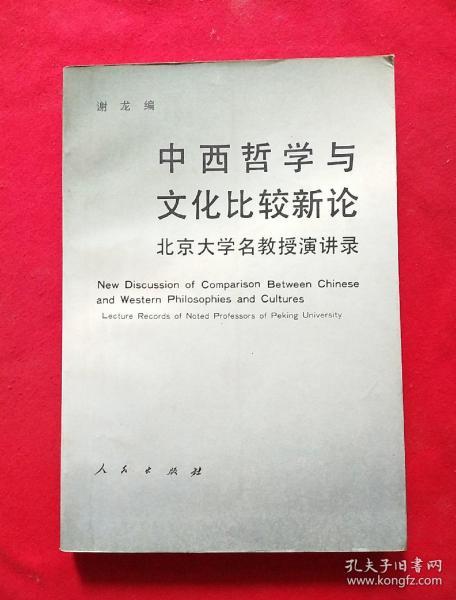 谢 龙 编
中西哲学与
文化比较新论
北京大学名教授演讲录
New Discussion of Comparison Between Chinese
and Western Philosophies and Cultures
Lecture Records of Noted Professors of Peking University
人民出版社
孔夫子旧书网
www.kongfz.com